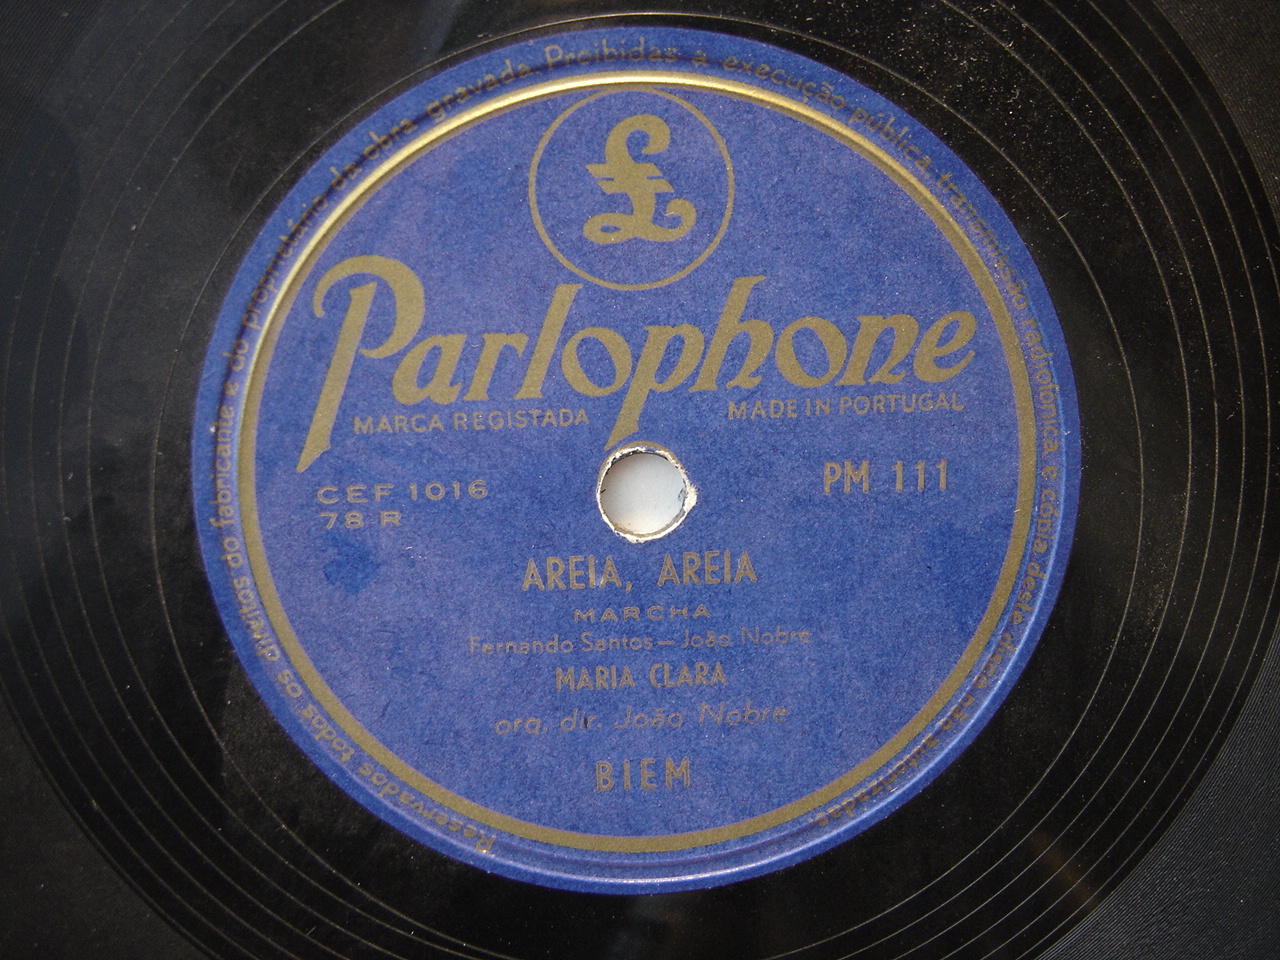 £
Parlophone
MARCA REGISTADA
MADE IN PORTUGAL
CEF 1016
PM 111
78 R
AREIA, AREIA
MARCHA
Fernando Santos — João Nobre
MARIA CLARA
orq. dir. João Nobre
BIEM
Reservados todos os direitos do fabricante e do proprietário da obra gravada. Proibidas a execução pública, transmissão radiofónica e cópia deste disco não autorizadas.